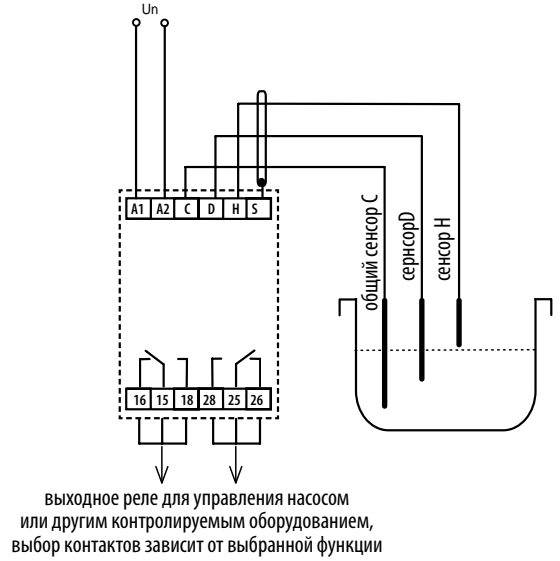 Un
A1 A2 C D H S
общий сенсор C
сернсорD
сенсор H
16 15 18 28 25 26
выходное реле для управления насосом
или другим контролируемым оборудованием,
выбор контактов зависит от выбранной функции